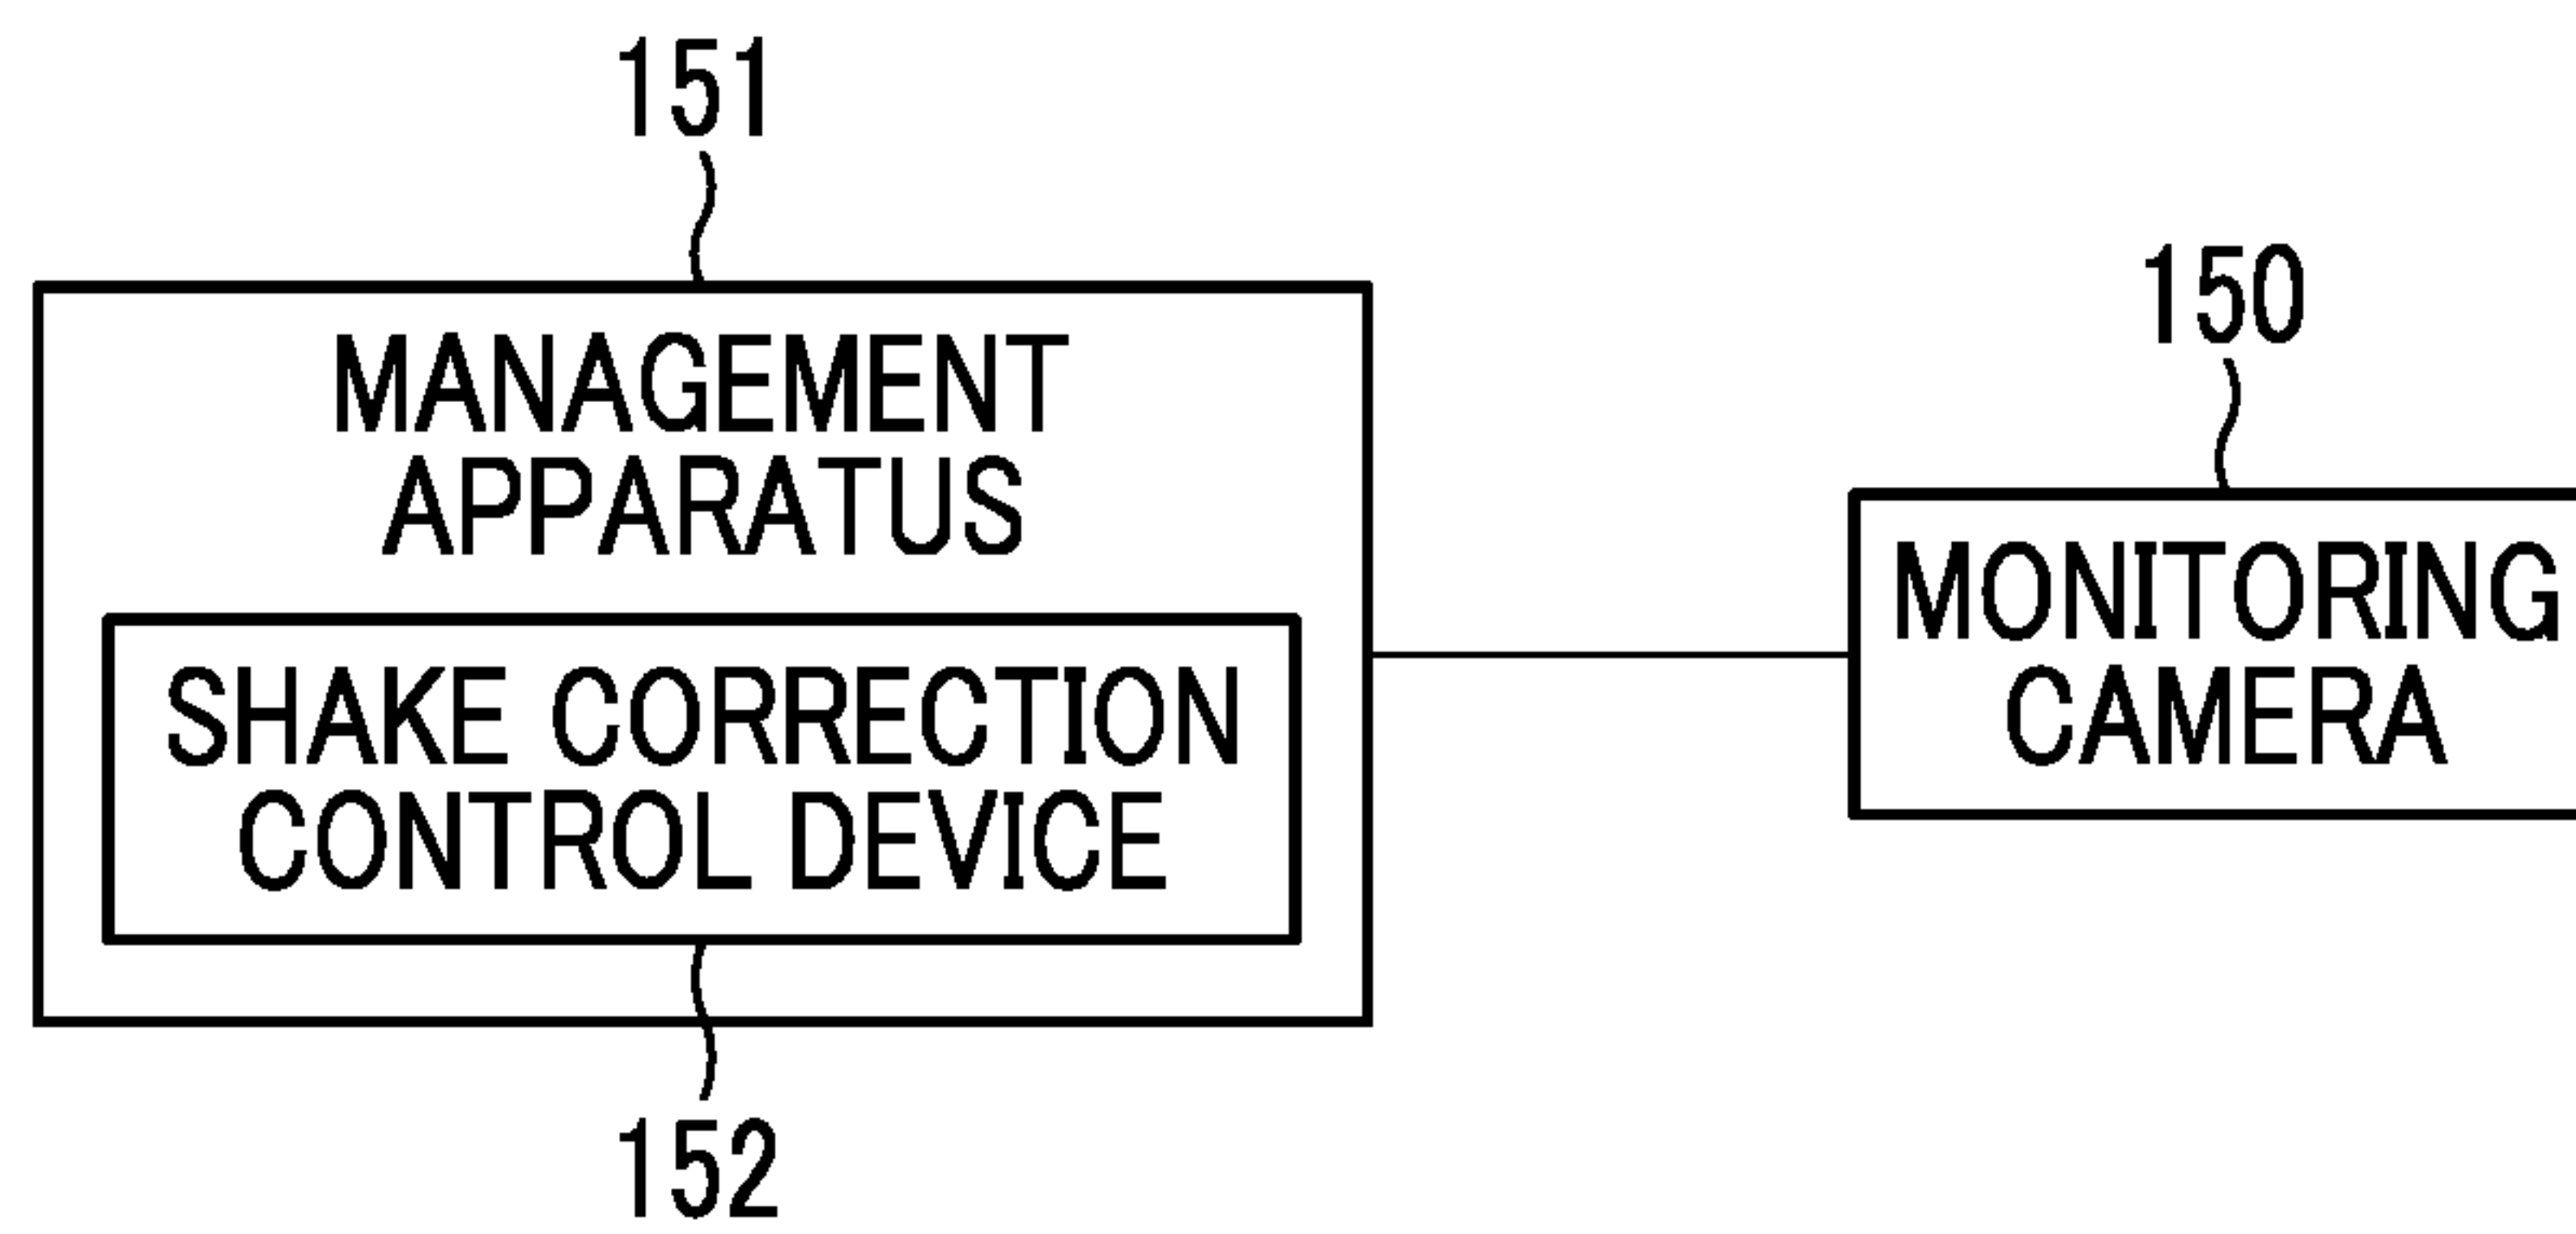 151
MANAGEMENT
APPARATUS
SHAKE CORRECTION
CONTROL DEVICE
152
150
MONITORING
CAMERA